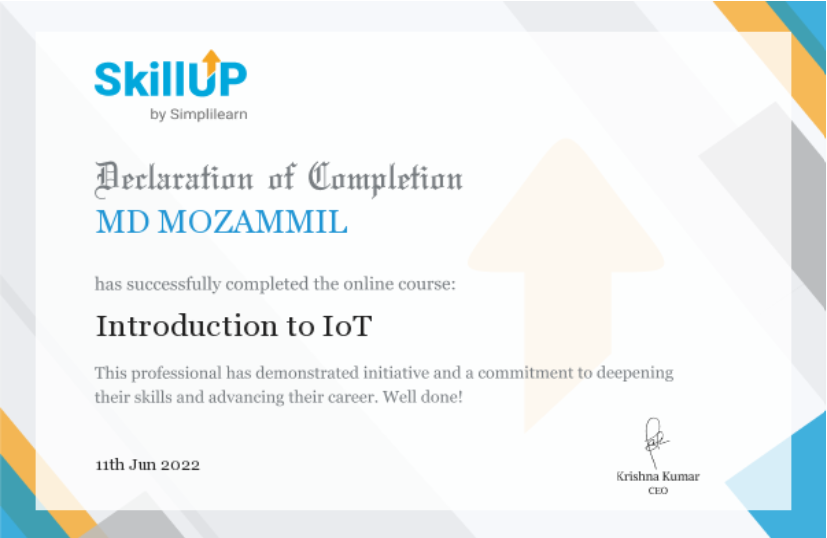 SkillUP
by Simplilearn
Declaration of Completion
MD MOZAMMIL
has successfully completed the online course:
Introduction to IoT
This professional has demonstrated initiative and a commitment to deepening
their skills and advancing their career. Well done!
11th Jun 2022
Krishna Kumar
CEO